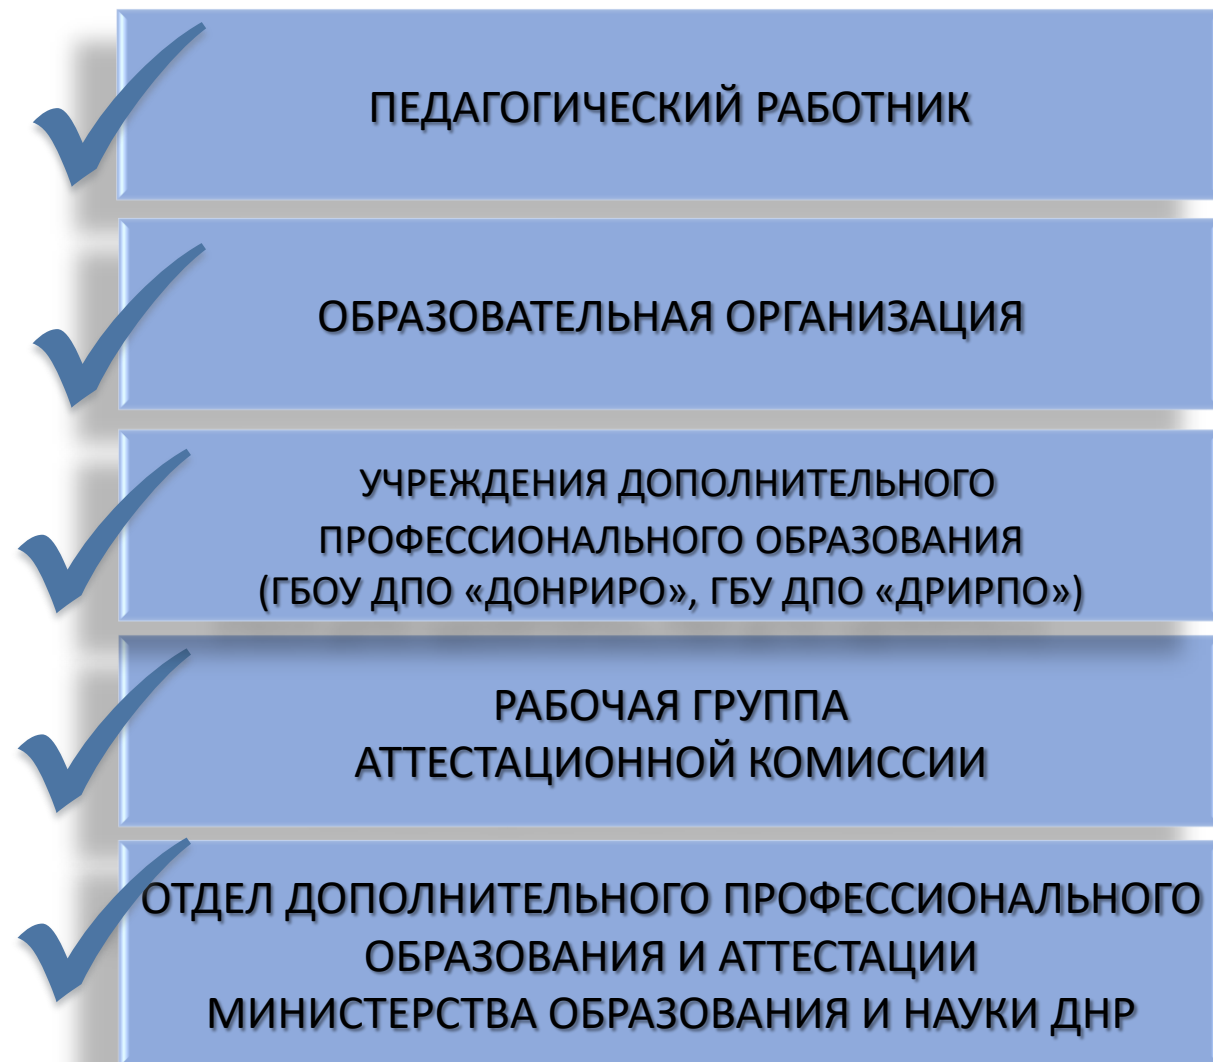 ПЕДАГОГИЧЕСКИЙ РАБОТНИК
ОБРАЗОВАТЕЛЬНАЯ ОРГАНИЗАЦИЯ
УЧРЕЖДЕНИЯ ДОПОЛНИТЕЛЬНОГО
ПРОФЕССИОНАЛЬНОГО ОБРАЗОВАНИЯ
(ГБОУ ДПО «ДОНРИРО», ГБУ ДПО «ДРИРПО»)
РАБОЧАЯ ГРУППА
АТТЕСТАЦИОННОЙ КОМИССИИ
ОТДЕЛ ДОПОЛНИТЕЛЬНОГО ПРОФЕССИОНАЛЬНОГО
ОБРАЗОВАНИЯ И АТТЕСТАЦИИ
МИНИСТЕРСТВА ОБРАЗОВАНИЯ И НАУКИ ДНР